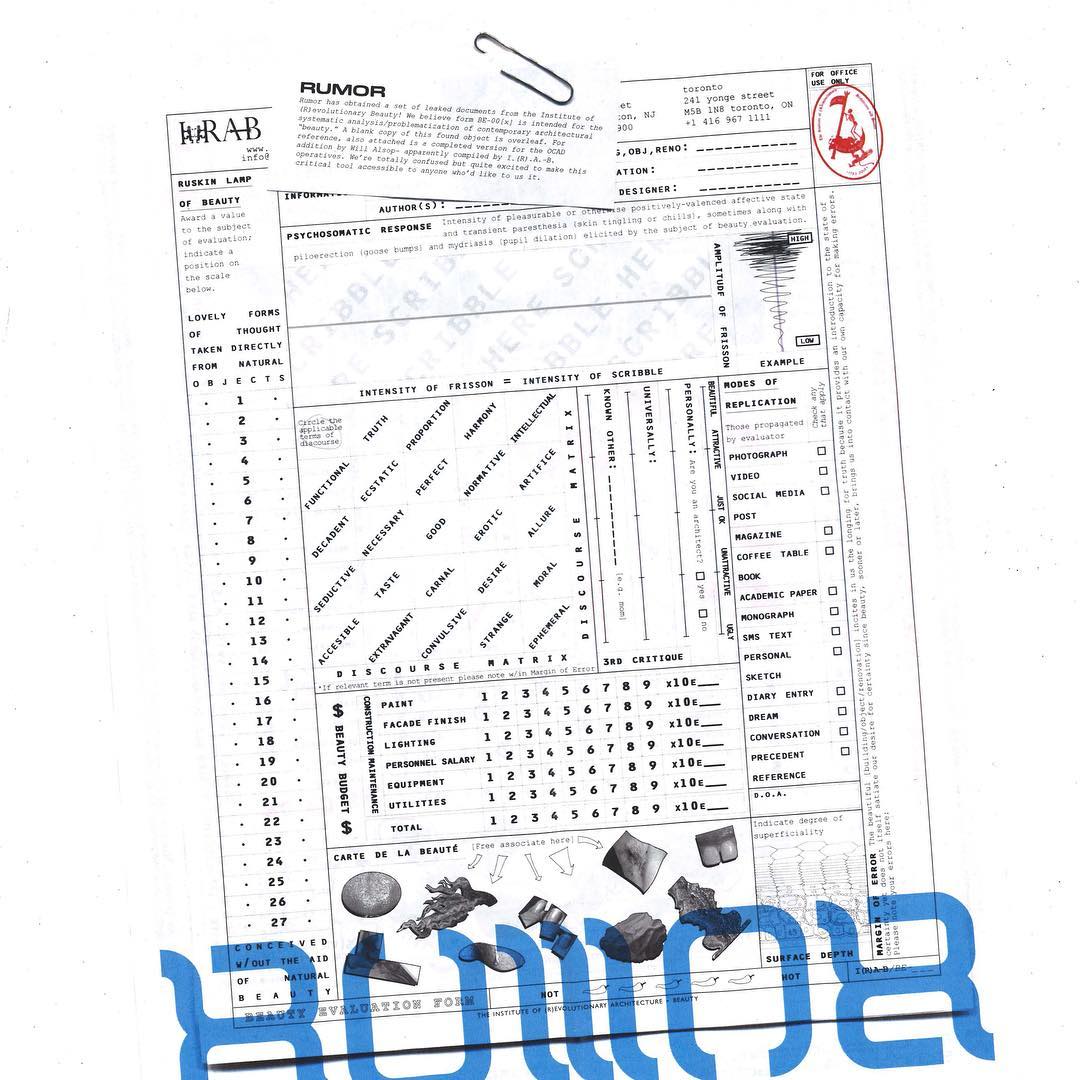 RUMOR
Rumor has obtained a set of leaked documents from the Institute of
(R)evolutionary Beauty! We believe form BE-00[x] is intended for the
systematic analysis/problematization of contemporary architectural
"beauty." A blank copy of this found object is overleaf. For
reference, also attached is a completed version for the OCAD
addition by Will Alsop- apparently compiled by I.(R).A.-B.
operatives. We're totally confused but quite excited to make this
critical tool accessible to anyone who'd like to us it.
www.
info@
et
on, NJ
900
toronto
241 yonge street
M5B 1N8 toronto, ON
+1 416 967 1111
FOR OFFICE
USE ONLY
G,OBJ,RENO:
ATION:
DESIGNER:
INFORMA
AUTHOR(S):
RUSKIN LAMP
OF BEAUTY
Award a value
to the subject
of evaluation;
indicate a
position on
the scale
below.
LOVELY FORMS
OF THOUGHT
TAKEN DIRECTLY
FROM NATURAL
OBJECTS
1
2
3
4
5
6
7
8
9
10
11
12
13
14
15
16
17
18
19
20
21
22
23
24
25
26
27
CONCEIVED
W/OUT THE AID
OF NATURAL
BEAUTY
PSYCHOSOMATIC RESPONSE Intensity of pleasurable or otherwise positively-valenced affective state
and transient paresthesia (skin tingling or chills), sometimes along with
piloerection (goose bumps) and mydriasis (pupil dilation) elicited by the subject of beauty evaluation.
AMPLITUDE OF FRISSON
HIGH
LOW
EXAMPLE
INTENSITY OF FRISSON = INTENSITY OF SCRIBBLE
Circle the
applicable
terms of
discourse
TRUTH
PROPORTION
HARMONY
INTELLECTUAL
FUNCTIONAL
ECSTATIC
PERFECT
NORMATIVE
ARTIFICE
DECADENT
NECESSARY
GOOD
EROTIC
ALLURE
SEDUCTIVE
TASTE
CARNAL
DESIRE
MORAL
ACCESIBLE
EXTRAVAGANT
CONVULSIVE
STRANGE
EPHEMERAL
DISCOURSE MATRIX
DISCOURSE MATRIX
*If relevant term is not present please note w/in Margin of Error
KNOWN OTHER: [e.g. mom]
UNIVERSALLY:
PERSONALLY: Are you an architect? yes no
BEAUTIFUL ATTRACTIVE JUST OK UNATTRACTIVE UGLY
3RD CRITIQUE
MODES OF
REPLICATION
Check any
that apply
Those propagated
by evaluator
PHOTOGRAPH
VIDEO
SOCIAL MEDIA
POST
MAGAZINE
COFFEE TABLE
BOOK
ACADEMIC PAPER
MONOGRAPH
SMS TEXT
PERSONAL
SKETCH
DIARY ENTRY
DREAM
CONVERSATION
PRECEDENT
REFERENCE
D.O.A.
$ BEAUTY BUDGET $
CONSTRUCTION/MAINTENANCE
PAINT 1 2 3 4 5 6 7 8 9 x10E___
FACADE FINISH 1 2 3 4 5 6 7 8 9 x10E___
LIGHTING 1 2 3 4 5 6 7 8 9 x10E___
PERSONNEL SALARY 1 2 3 4 5 6 7 8 9 x10E___
EQUIPMENT 1 2 3 4 5 6 7 8 9 x10E___
UTILITIES 1 2 3 4 5 6 7 8 9 x10E___
TOTAL 1 2 3 4 5 6 7 8 9 x10E___
CARTE DE LA BEAUTÉ
[Free associate here]
Indicate degree of
superficiality
SURFACE DEPTH
NOT
HOT
MARGIN OF ERROR The beautiful [building/object/renovation] incites in us the longing for truth because it provides an introduction to the state of
certainty yet does not itself satiate our desire for certainty since beauty, sooner or later, brings us into contact with our own capacity for making errors.
Please note your errors here:
I(R)A-B/BE-
BEAUTY EVALUATION FORM
THE INSTITUTE OF (R)EVOLUTIONARY ARCHITECTURE - BEAUTY
RUMOR